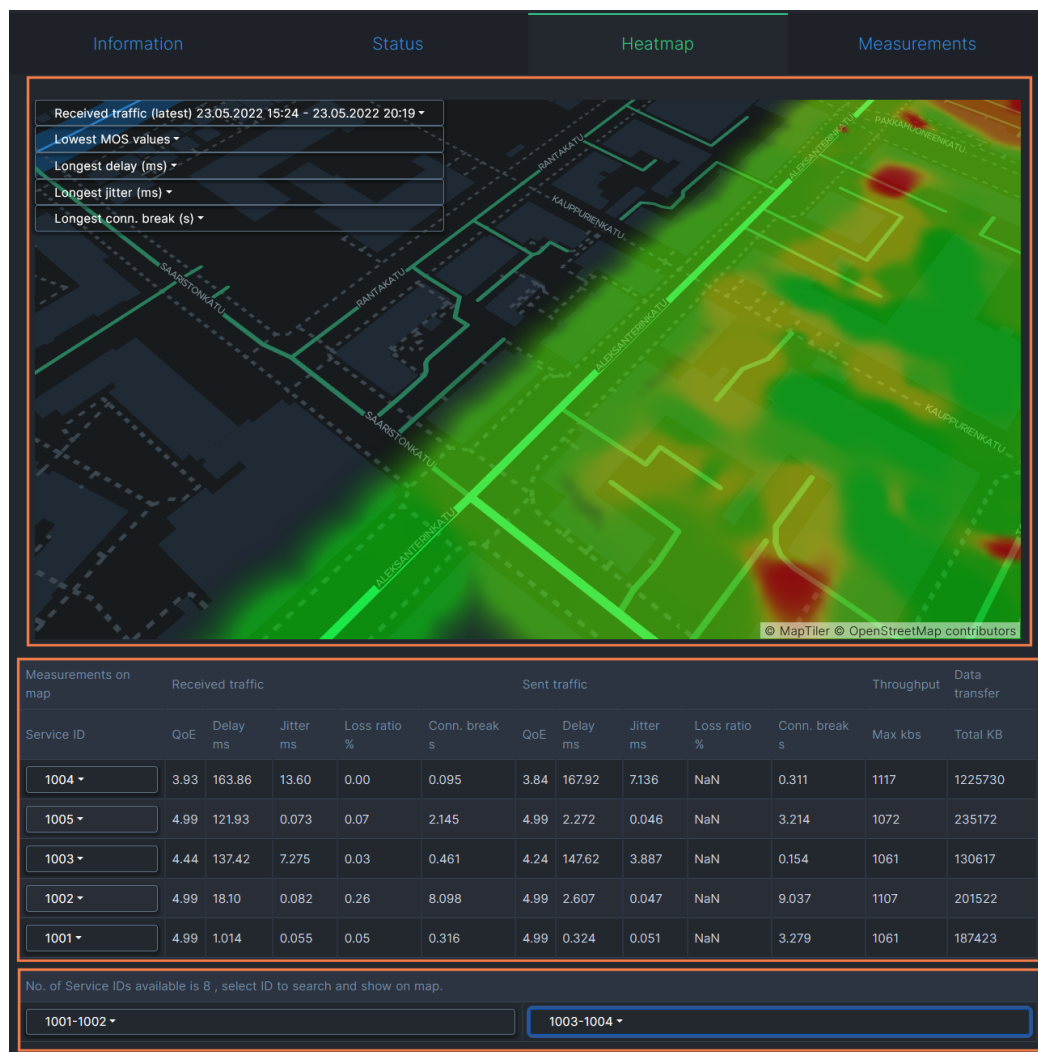 Information Status Heatmap Measurements
Received traffic (latest) 23.05.2022 15:24 - 23.05.2022 20:19
Lowest MOS values
Longest delay (ms)
Longest jitter (ms)
Longest conn. break (s)
ALEKSANTERINKATU
PAKKAHUONEENKATU
RANTAKATU
KAUPPURIENKATU
SAARISTONKATU
RANTAKATU
ALEKSANTERINKATU
KAUPPURIENKATU
SAARISTONKATU
ALEKSANTERINKATU
© MapTiler © OpenStreetMap contributors
Measurements on map Received traffic Sent traffic Throughput Data transfer
Service ID QoE Delay ms Jitter ms Loss ratio % Conn. break s QoE Delay ms Jitter ms Loss ratio % Conn. break s Max kbs Total KB
1004 3.93 163.86 13.60 0.00 0.095 3.84 167.92 7.136 NaN 0.311 1117 1225730
1005 4.99 121.93 0.073 0.07 2.145 4.99 2.272 0.046 NaN 3.214 1072 235172
1003 4.44 137.42 7.275 0.03 0.461 4.24 147.62 3.887 NaN 0.154 1061 130617
1002 4.99 18.10 0.082 0.26 8.098 4.99 2.607 0.047 NaN 9.037 1107 201522
1001 4.99 1.014 0.055 0.05 0.316 4.99 0.324 0.051 NaN 3.279 1061 187423
No. of Service IDs available is 8 , select ID to search and show on map.
1001-1002 1003-1004